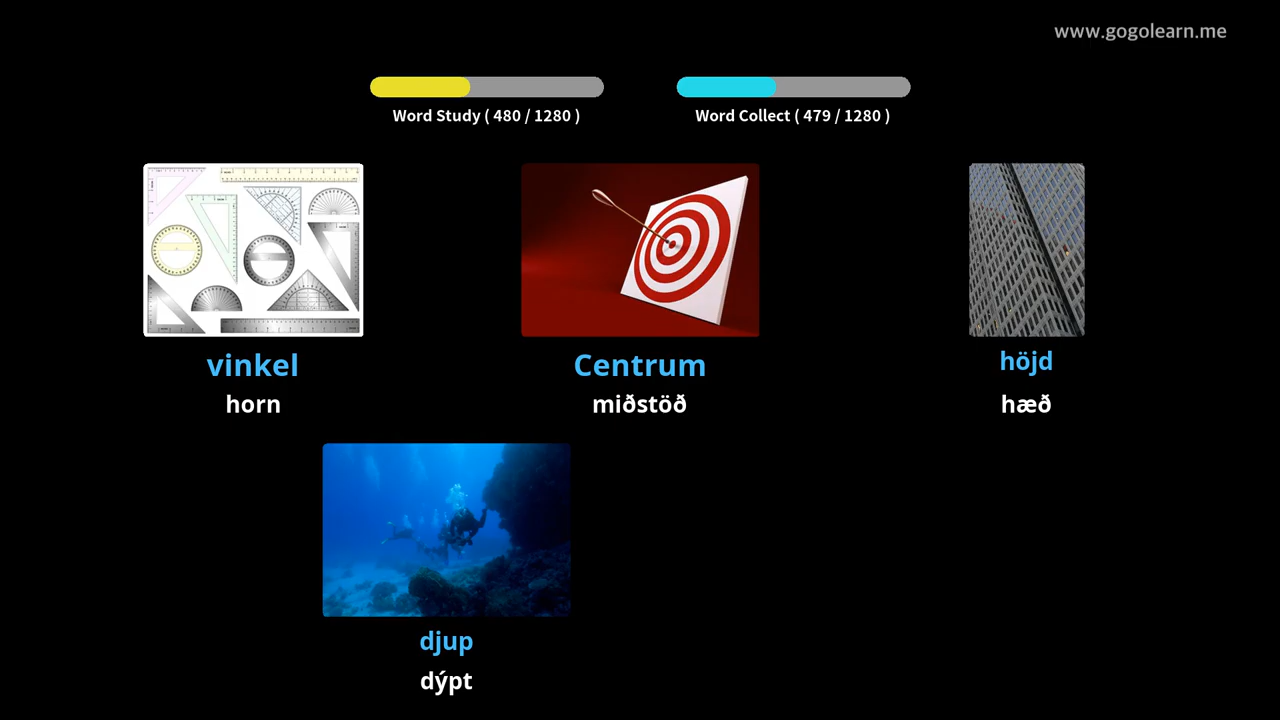 www.gogolearn.me
Word Study ( 480 / 1280 )
Word Collect ( 479 / 1280 )
vinkel
horn
Centrum
miðstöð
höjd
hæð
djup
dýpt